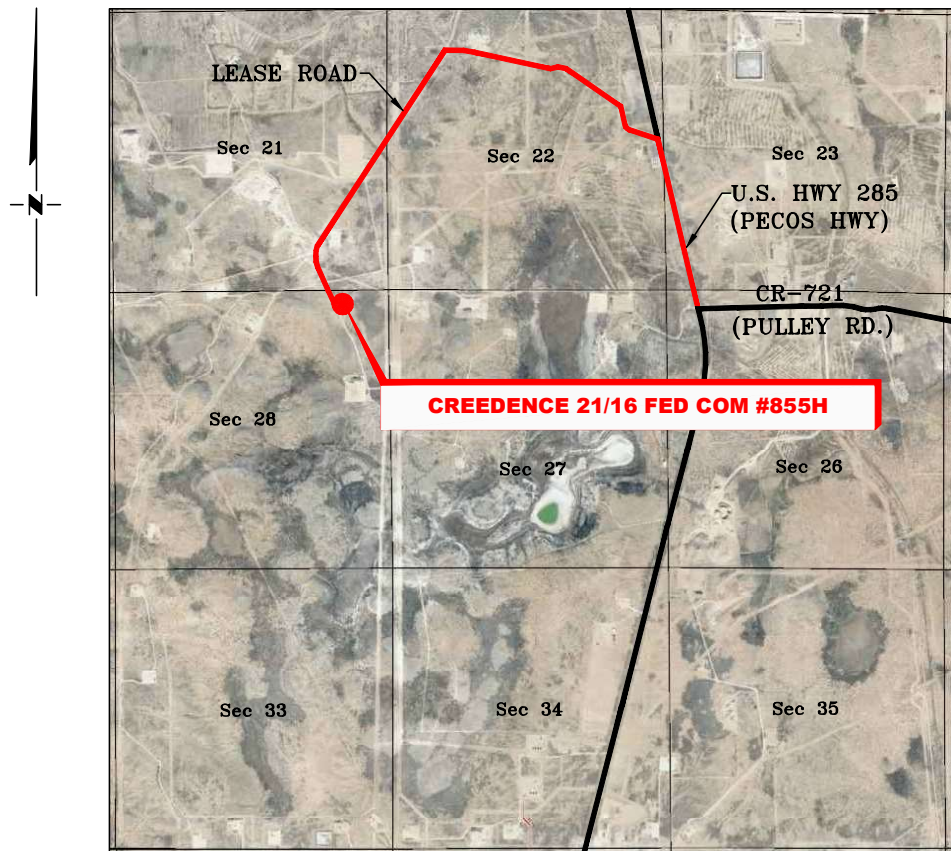 LEASE ROAD
Sec 21
Sec 22
Sec 23
N
U.S. HWY 285
(PECOS HWY)
CR-721
(PULLEY RD.)
CREEDENCE 21/16 FED COM #855H
Sec 28
Sec 27
Sec 26
Sec 33
Sec 34
Sec 35